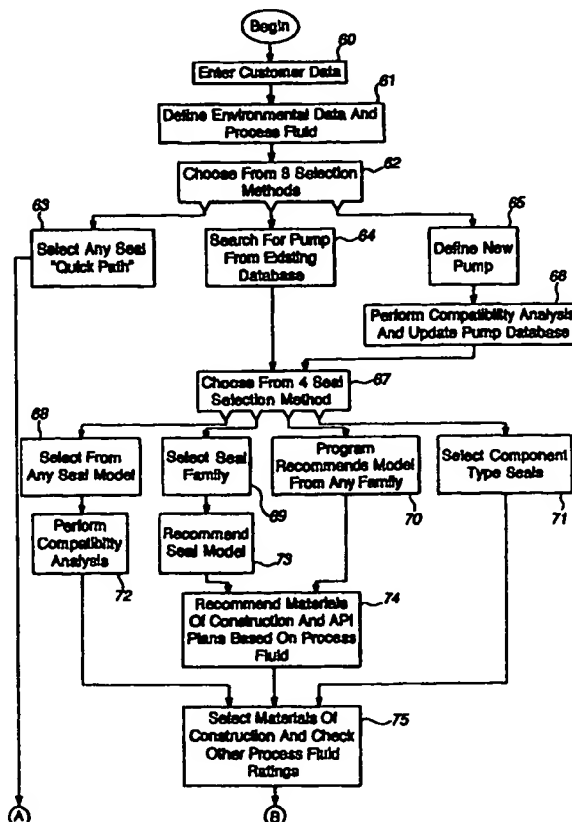 Begin
60
Enter Customer Data
61
Define Environmental Data And
Process Fluid
62
Choose From 8 Selection
Methods
63
Select Any Seal
"Quick Path"
Search For Pump
From Existing
Database
64
65
Define New
Pump
66
Perform Compatibility Analysis
And Update Pump Database
Choose From 4 Seal
Selection Method
67
68
Select From
Any Seal Model
Select Seal
Family
69
Program
Recommends Model
From Any Family
70
Select Component
Type Seals
71
Perform
Compatibility
Analysis
72
Recommend
Seal Model
73
Recommend Materials
Of Construction And API
Plans Based On Process
Fluid
74
Select Materials Of
Construction And Check
Other Process Fluid
Ratings
75
A
B